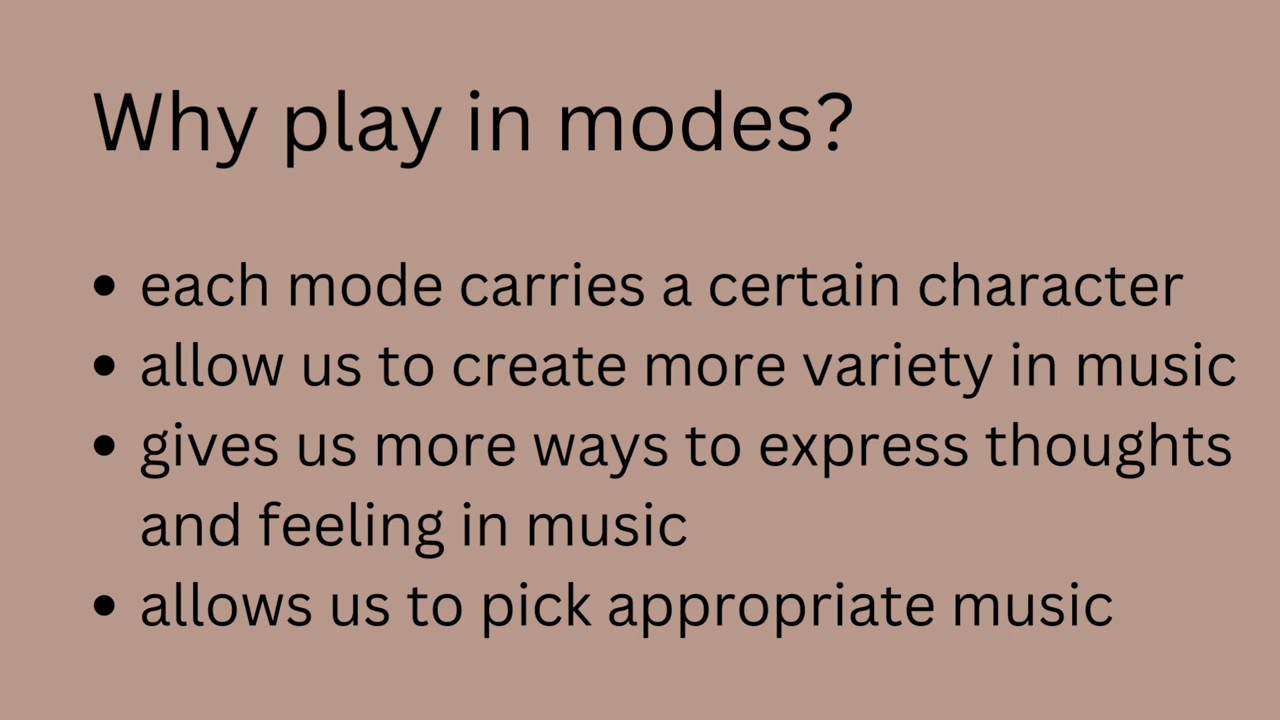 Why play in modes?
• each mode carries a certain character
• allow us to create more variety in music
• gives us more ways to express thoughts
and feeling in music
• allows us to pick appropriate music